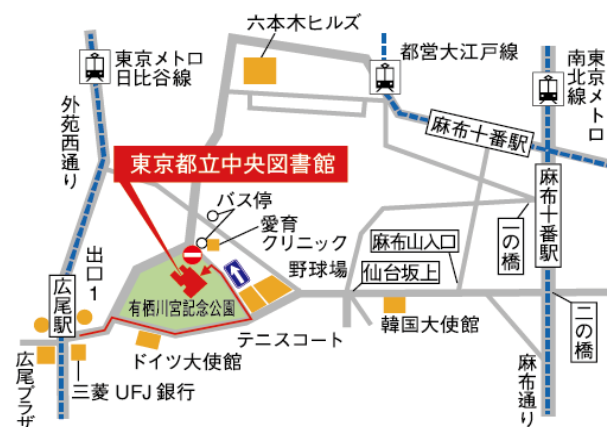 六本木ヒルズ
東京メトロ
日比谷線
都営大江戸線
東京メトロ
南北線
外苑西通り
麻布十番駅
東京都立中央図書館
バス停
愛育
クリニック
麻布十番駅
一の橋
麻布山入口
野球場
仙台坂上
出口1
広尾駅
有栖川宮記念公園
テニスコート
韓国大使館
二の橋
ドイツ大使館
広尾プラザ
三菱UFJ銀行
麻布通り